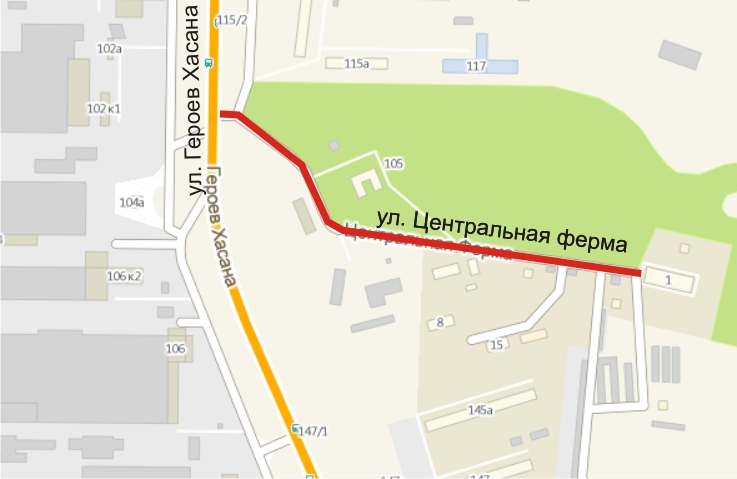 115/2
ул. Героев Хасана
102а
115а
117
102 к1
105
104а
ул. Центральная ферма
Героев Хасана
Центральная Ферма
106 к2
1
8
106
15
145а
147/1
147
147